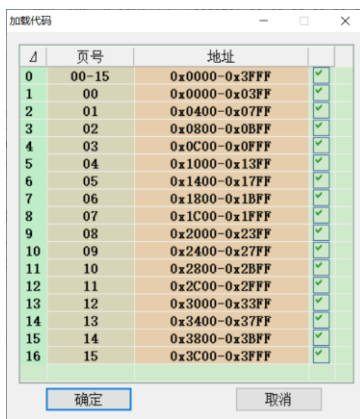 加载代码
⊿ 页号 地址
0 00-15 0x0000-0x3FFF
1 00 0x0000-0x03FF
2 01 0x0400-0x07FF
3 02 0x0800-0x0BFF
4 03 0x0C00-0x0FFF
5 04 0x1000-0x13FF
6 05 0x1400-0x17FF
7 06 0x1800-0x1BFF
8 07 0x1C00-0x1FFF
9 08 0x2000-0x23FF
10 09 0x2400-0x27FF
11 10 0x2800-0x2BFF
12 11 0x2C00-0x2FFF
13 12 0x3000-0x33FF
14 13 0x3400-0x37FF
15 14 0x3800-0x3BFF
16 15 0x3C00-0x3FFF
确定 取消